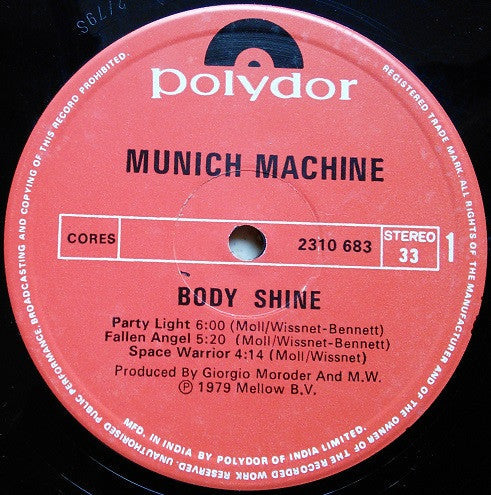 polydor
MUNICH MACHINE
CORES
2310 683
STEREO
33
1
BODY SHINE
Party Light 6:00 (Moll/Wissnet-Bennett)
Fallen Angel 5:20 (Moll/Wissnet-Bennett)
Space Warrior 4:14 (Moll/Wissnet)
Produced By Giorgio Moroder And M.W.
℗ 1979 Mellow B.V.
MFD. IN INDIA BY POLYDOR OF INDIA LIMITED.
REGISTERED TRADE MARK. ALL RIGHTS OF THE MANUFACTURER AND OF THE OWNER OF THE RECORDED WORK RESERVED. UNAUTHORISED PUBLIC PERFORMANCE, BROADCASTING AND COPYING OF THIS RECORD PROHIBITED.